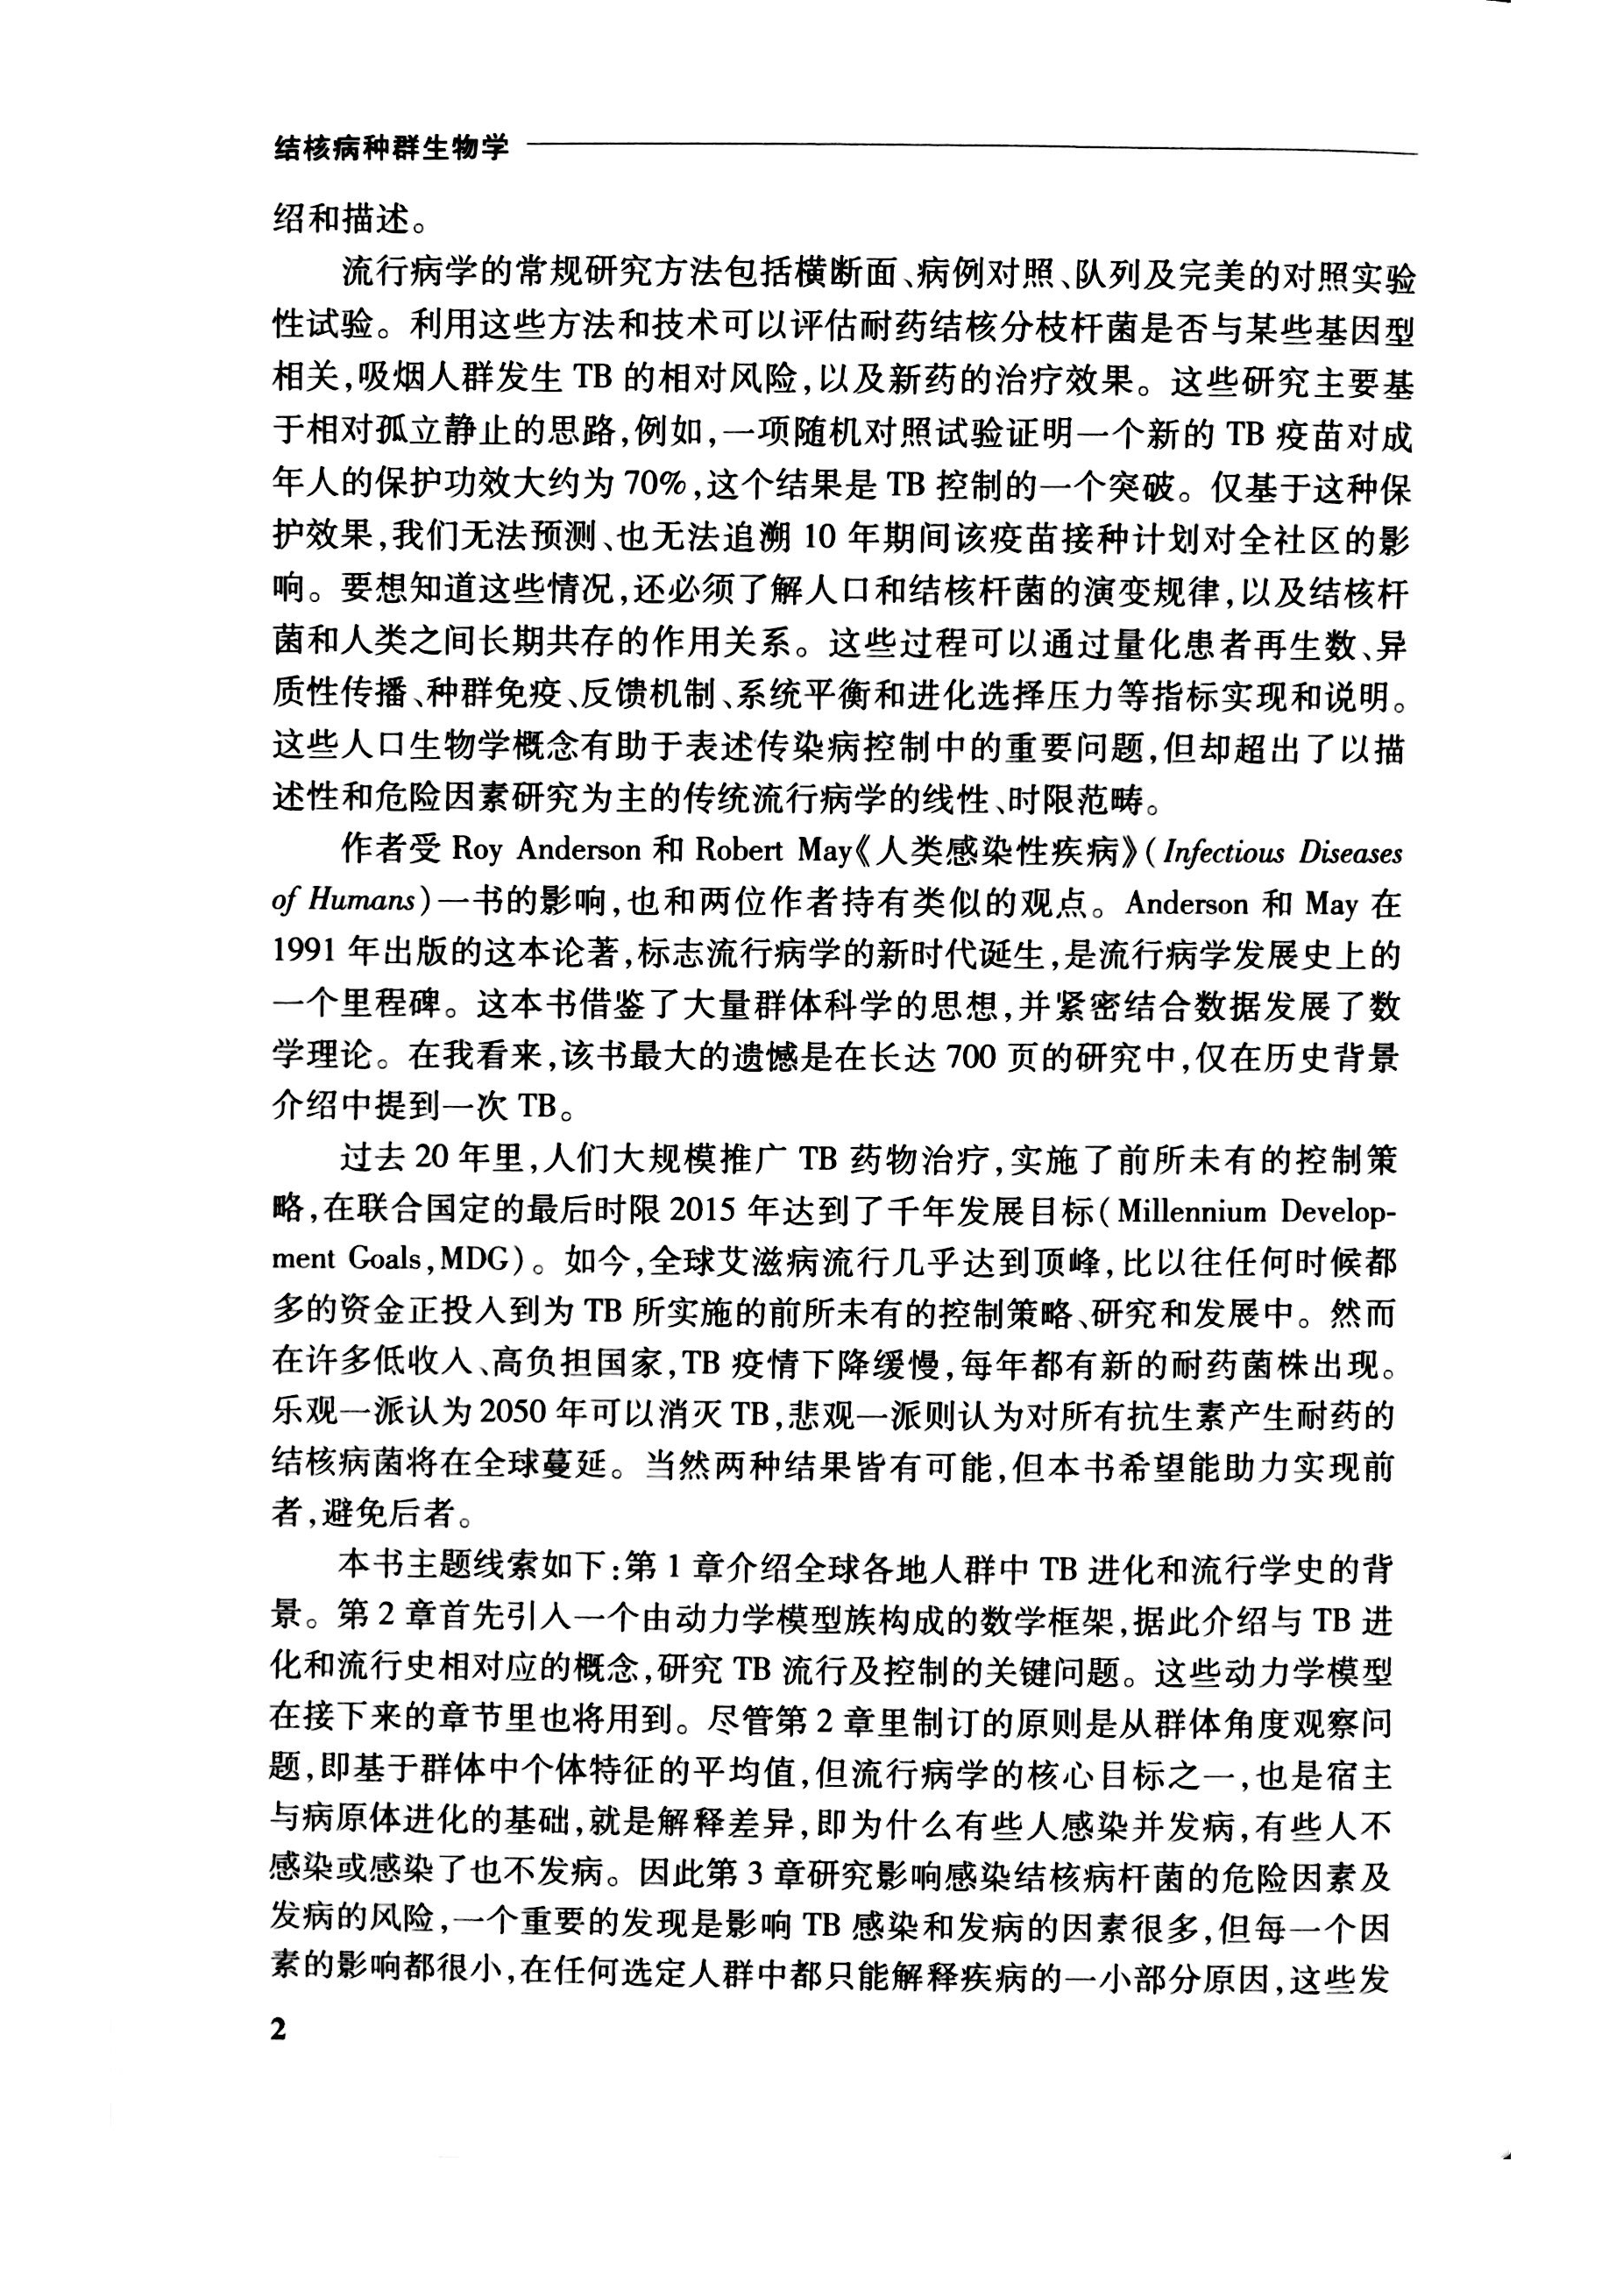 结核病种群生物学
绍和描述。
流行病学的常规研究方法包括横断面、病例对照、队列及完美的对照实验
性试验。利用这些方法和技术可以评估耐药结核分枝杆菌是否与某些基因型
相关,吸烟人群发生 TB 的相对风险,以及新药的治疗效果。这些研究主要基
于相对孤立静止的思路,例如,一项随机对照试验证明一个新的 TB 疫苗对成
年人的保护功效大约为 70%,这个结果是 TB 控制的一个突破。仅基于这种保
护效果,我们无法预测、也无法追溯 10 年期间该疫苗接种计划对全社区的影
响。要想知道这些情况,还必须了解人口和结核杆菌的演变规律,以及结核杆
菌和人类之间长期共存的作用关系。这些过程可以通过量化患者再生数、异
质性传播、种群免疫、反馈机制、系统平衡和进化选择压力等指标实现和说明。
这些人口生物学概念有助于表述传染病控制中的重要问题,但却超出了以描
述性和危险因素研究为主的传统流行病学的线性、时限范畴。
作者受 Roy Anderson 和 Robert May《人类感染性疾病》(Infectious Diseases
of Humans)一书的影响,也和两位作者持有类似的观点。Anderson 和 May 在
1991 年出版的这本论著,标志流行病学的新时代诞生,是流行病学发展史上的
一个里程碑。这本书借鉴了大量群体科学的思想,并紧密结合数据发展了数
学理论。在我看来,该书最大的遗憾是在长达 700 页的研究中,仅在历史背景
介绍中提到一次 TB。
过去 20 年里,人们大规模推广 TB 药物治疗,实施了前所未有的控制策
略,在联合国定的最后时限 2015 年达到了千年发展目标(Millennium Develop-
ment Goals,MDG)。如今,全球艾滋病流行几乎达到顶峰,比以往任何时候都
多的资金正投入到为 TB 所实施的前所未有的控制策略、研究和发展中。然而
在许多低收入、高负担国家,TB 疫情下降缓慢,每年都有新的耐药菌株出现。
乐观一派认为 2050 年可以消灭 TB,悲观一派则认为对所有抗生素产生耐药的
结核病菌将在全球蔓延。当然两种结果皆有可能,但本书希望能助力实现前
者,避免后者。
本书主题线索如下:第 1 章介绍全球各地人群中 TB 进化和流行学史的背
景。第 2 章首先引入一个由动力学模型族构成的数学框架,据此介绍与 TB 进
化和流行史相对应的概念,研究 TB 流行及控制的关键问题。这些动力学模型
在接下来的章节里也将用到。尽管第 2 章里制订的原则是从群体角度观察问
题,即基于群体中个体特征的平均值,但流行病学的核心目标之一,也是宿主
与病原体进化的基础,就是解释差异,即为什么有些人感染并发病,有些人不
感染或感染了也不发病。因此第 3 章研究影响感染结核病杆菌的危险因素及
发病的风险,一个重要的发现是影响 TB 感染和发病的因素很多,但每一个因
素的影响都很小,在任何选定人群中都只能解释疾病的一小部分原因,这些发
2